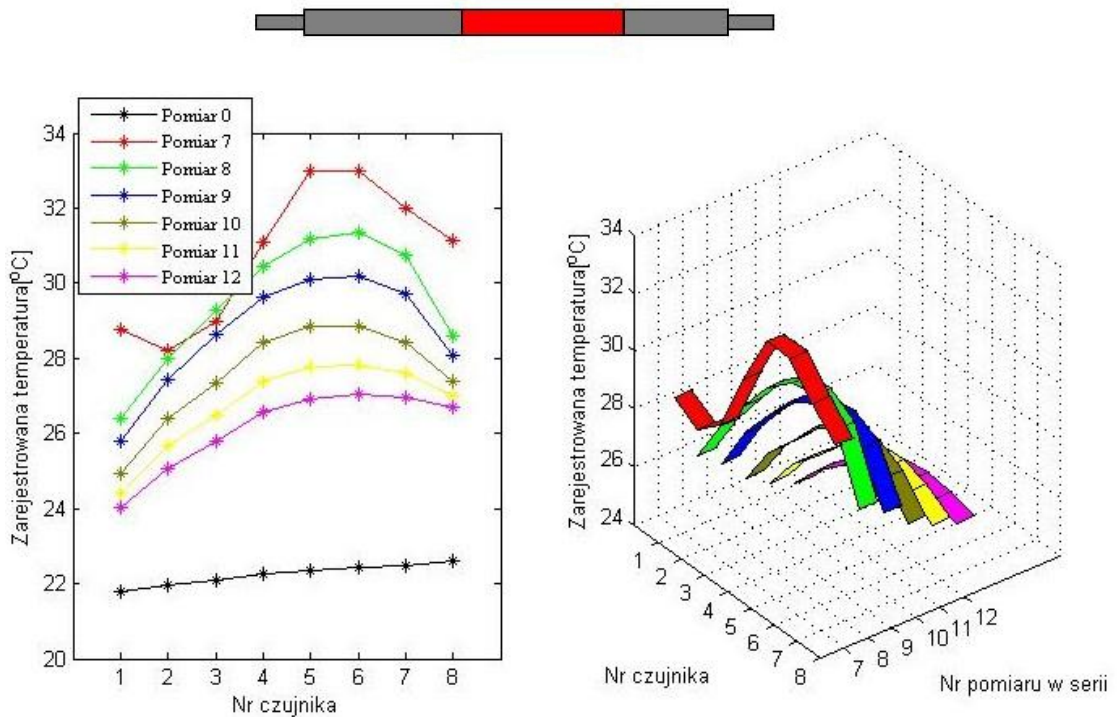 Pomiar 0
Pomiar 7
Pomiar 8
Pomiar 9
Pomiar 10
Pomiar 11
Pomiar 12
34
32
30
28
26
24
22
20
Zarejestrowana temperatura[ºC]
1 2 3 4 5 6 7 8
Nr czujnika
34
32
30
28
26
24
Zarejestrowana temperatura[ºC]
1 2 3 4 5 6 7 8
Nr czujnika
7 8 9 10 11 12
Nr pomiaru w serii